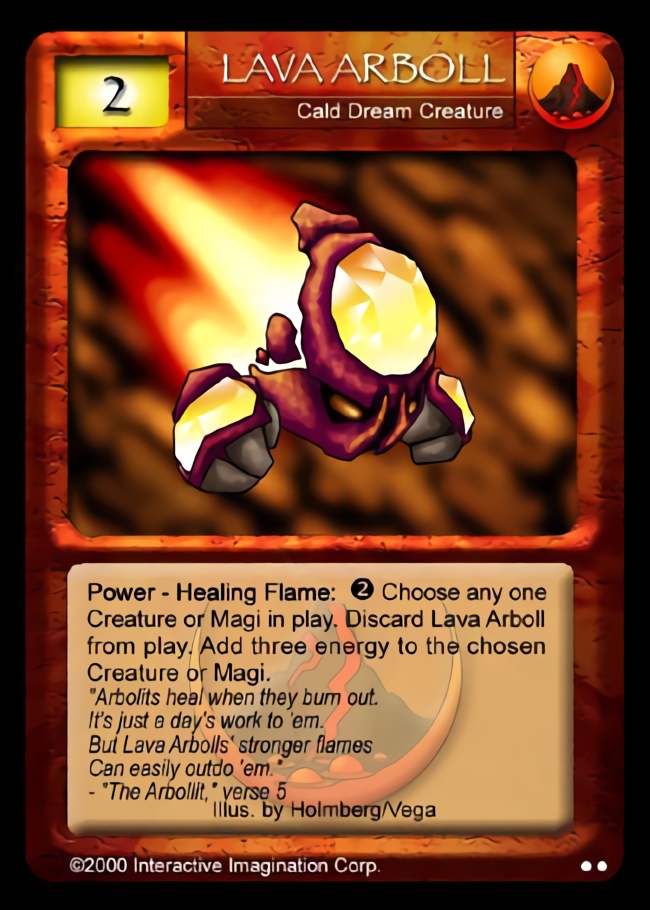 2
LAVA ARBOLL
Cald Dream Creature
Power - Healing Flame: ❷ Choose any one
Creature or Magi in play. Discard Lava Arboll
from play. Add three energy to the chosen
Creature or Magi.
"Arbolits heal when they burn out.
It's just a day's work to 'em.
But Lava Arbolls' stronger flames
Can easily outdo 'em."
- "The Arbollit," verse 5
Illus. by Holmberg/Vega
©2000 Interactive Imagination Corp.